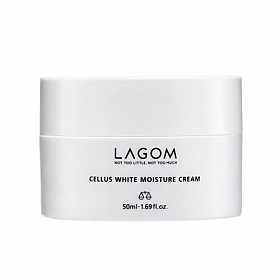 LAGOM
NOT TOO LITTLE, NOT TOO MUCH
CELLUS WHITE MOISTURE CREAM
50ml-1.69fl.oz.